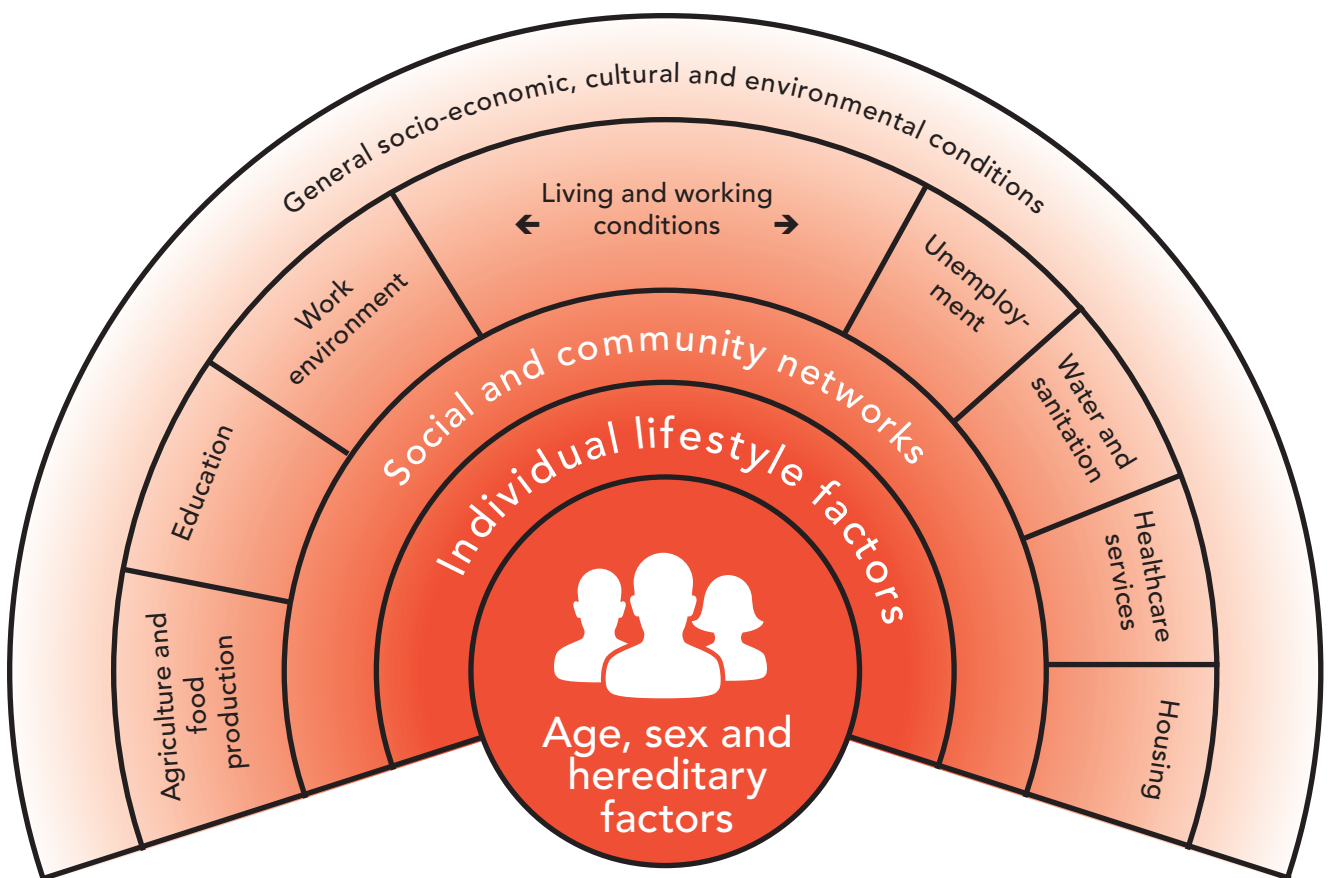 General socio-economic, cultural and environmental conditions
Living and working
conditions
Agriculture and
food
production
Education
Work
environment
Unemploy-
ment
Water and
sanitation
Healthcare
services
Housing
Social and community networks
Individual lifestyle factors
Age, sex and
hereditary
factors